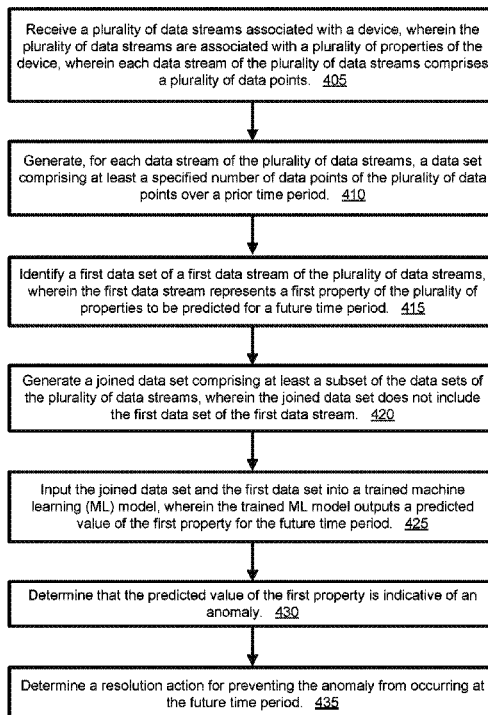 Receive a plurality of data streams associated with a device, wherein the
plurality of data streams are associated with a plurality of properties of the
device, wherein each data stream of the plurality of data streams comprises
a plurality of data points. 405
Generate, for each data stream of the plurality of data streams, a data set
comprising at least a specified number of data points of the plurality of data
points over a prior time period. 410
Identify a first data set of a first data stream of the plurality of data streams,
wherein the first data stream represents a first property of the plurality of
properties to be predicted for a future time period. 415
Generate a joined data set comprising at least a subset of the data sets of
the plurality of data streams, wherein the joined data set does not include
the first data set of the first data stream. 420
Input the joined data set and the first data set into a trained machine
learning (ML) model, wherein the trained ML model outputs a predicted
value of the first property for the future time period. 425
Determine that the predicted value of the first property is indicative of an
anomaly. 430
Determine a resolution action for preventing the anomaly from occurring at
the future time period. 435